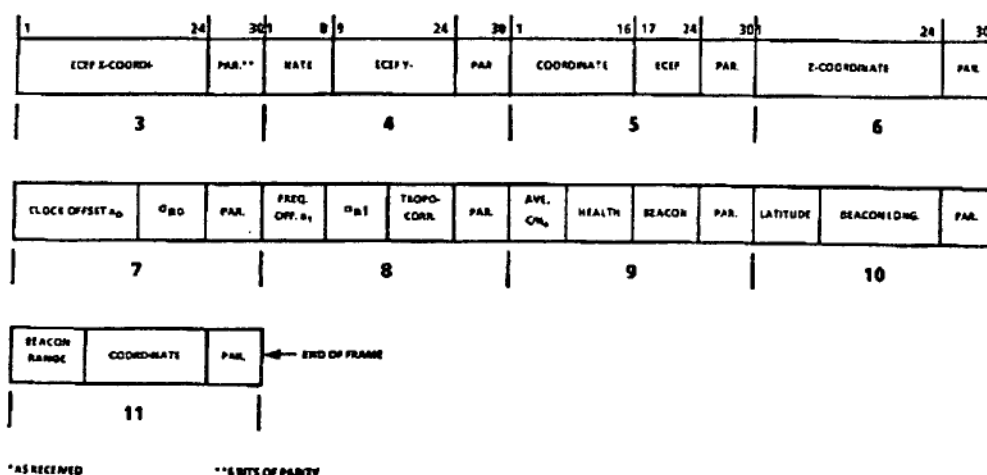 1 24 30 1 8 9 24 30 1 16 17 24 30 1 24 30
ECEF X-COORDI- PAR.** NATE ECEF Y- PAR COORDINATE ECEF PAR. Z-COORDINATE PAR.
3 4 5 6
CLOCK OFFSET a₀ σB0 PAR. FREQ. OFF. a₁ σB1 TROPO-CORR. PAR. AVE. C/N₀ HEALTH BEACON PAR. LATITUDE BEACON LONG. PAR.
7 8 9 10
BEACON RANGE COORDINATE PAR. END OF FRAME
11
*AS RECEIVED **6 BITS OF PARITY